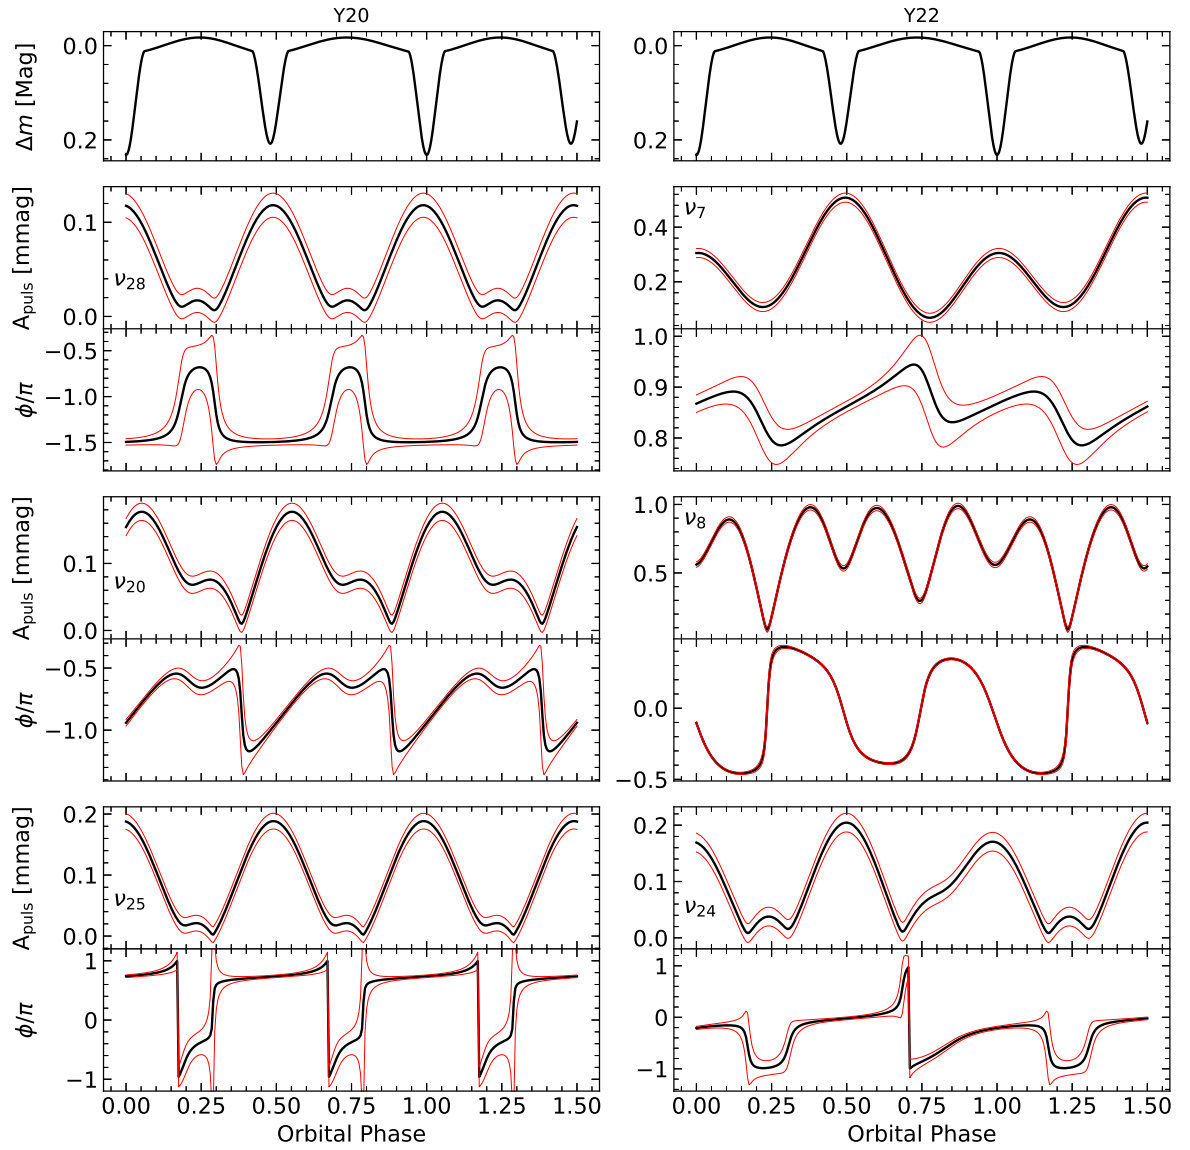 Y20 Y22
0.0 0.0
Δm [Mag]
0.2 0.2
ν7
0.1 0.4
A_puls [mmag]
ν28 0.2
0.0
−0.5 1.0
ϕ/π
−1.0 0.9
−1.5 0.8
ν8
1.0
0.1 0.5
A_puls [mmag]
ν20
0.0
−0.5
ϕ/π
−1.0 0.0
−0.5
0.2 0.2
A_puls [mmag]
0.1 0.1
ν25 ν24
0.0 0.0
1 1
ϕ/π
0 0
−1 −1
0.00 0.25 0.50 0.75 1.00 1.25 1.50 0.00 0.25 0.50 0.75 1.00 1.25 1.50
Orbital Phase Orbital Phase